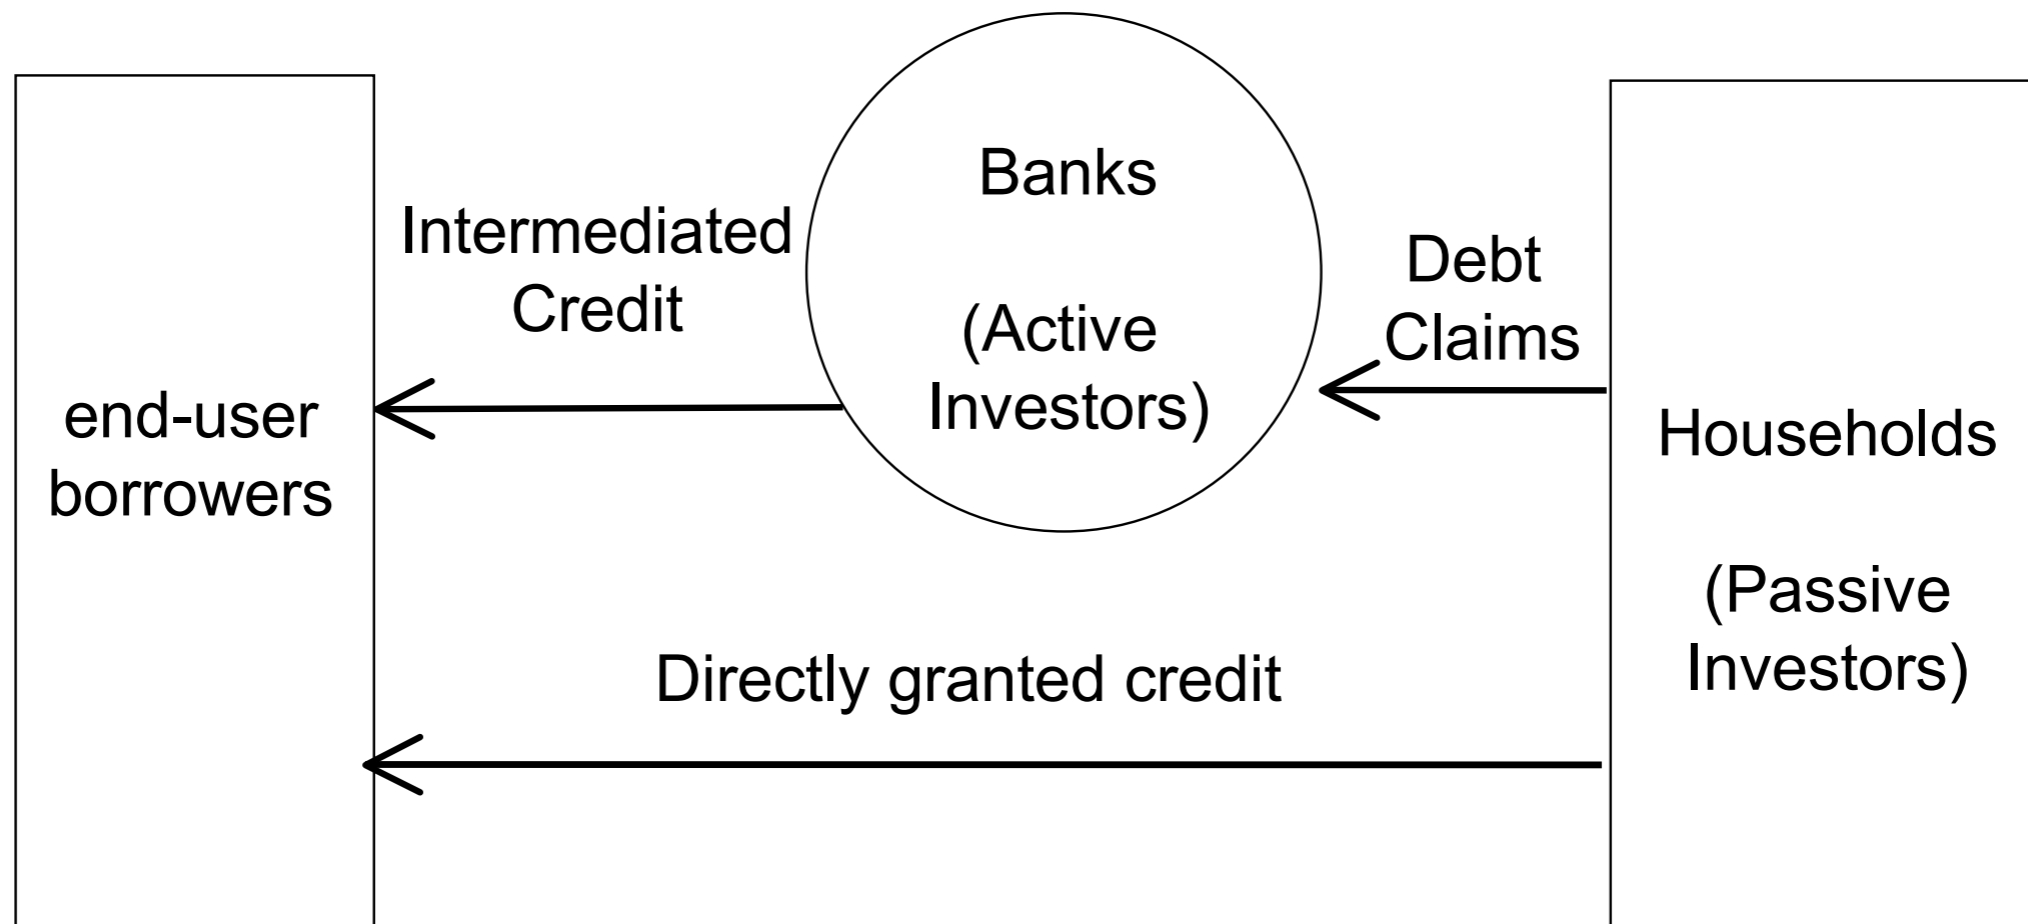 end-user
borrowers
Intermediated
Credit
Banks
(Active
Investors)
Debt
Claims
Households
(Passive
Investors)
Directly granted credit